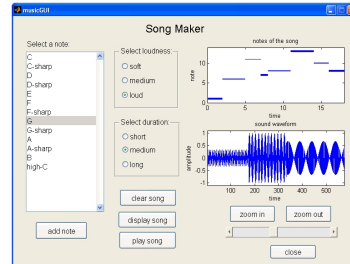 musicGUI
Song Maker
Select a note:
C
C-sharp
D
D-sharp
E
F
F-sharp
G
G-sharp
A
A-sharp
B
high-C
add note
Select loudness:
soft
medium
loud
Select duration:
short
medium
long
clear song
display song
play song
notes of the song
note
10
5
0
0
5
10
15
time
sound waveform
amplitude
1
0.5
0
-0.5
-1
100
200
300
400
500
time
zoom in
zoom out
close